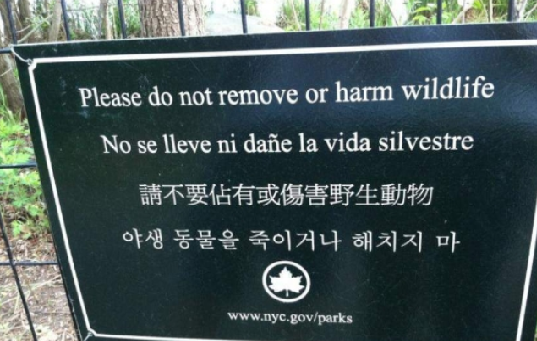 Please do not remove or harm wildlife
No se lleve ni dañe la vida silvestre
請不要佔有或傷害野生動物
야생 동물을 죽이거나 해치지 마
www.nyc.gov/parks